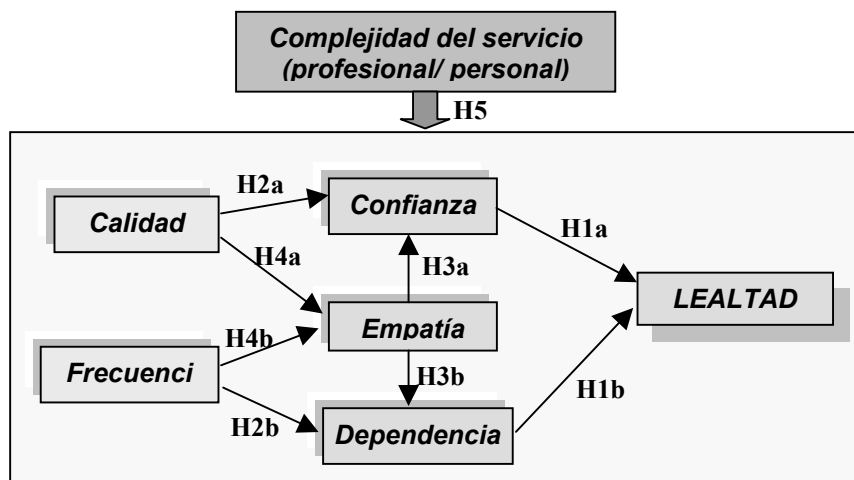 Complejidad del servicio
(profesional/ personal)
H5
H2a
Confianza
Calidad
H1a
H4a
H3a
LEALTAD
Empatía
H4b
Frecuenci
H3b
H1b
H2b
Dependencia